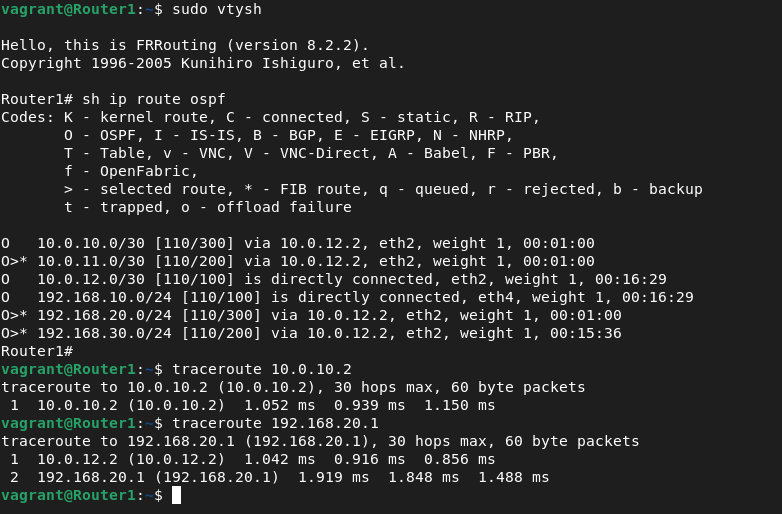 vagrant@Router1:~$ sudo vtysh

Hello, this is FRRouting (version 8.2.2).
Copyright 1996-2005 Kunihiro Ishiguro, et al.

Router1# sh ip route ospf
Codes: K - kernel route, C - connected, S - static, R - RIP,
       O - OSPF, I - IS-IS, B - BGP, E - EIGRP, N - NHRP,
       T - Table, v - VNC, V - VNC-Direct, A - Babel, F - PBR,
       f - OpenFabric,
       > - selected route, * - FIB route, q - queued, r - rejected, b - backup
       t - trapped, o - offload failure

O   10.0.10.0/30 [110/300] via 10.0.12.2, eth2, weight 1, 00:01:00
O>* 10.0.11.0/30 [110/200] via 10.0.12.2, eth2, weight 1, 00:01:00
O   10.0.12.0/30 [110/100] is directly connected, eth2, weight 1, 00:16:29
O   192.168.10.0/24 [110/100] is directly connected, eth4, weight 1, 00:16:29
O>* 192.168.20.0/24 [110/300] via 10.0.12.2, eth2, weight 1, 00:01:00
O>* 192.168.30.0/24 [110/200] via 10.0.12.2, eth2, weight 1, 00:15:36
Router1#
vagrant@Router1:~$ traceroute 10.0.10.2
traceroute to 10.0.10.2 (10.0.10.2), 30 hops max, 60 byte packets
 1  10.0.10.2 (10.0.10.2)  1.052 ms  0.939 ms  1.150 ms
vagrant@Router1:~$ traceroute 192.168.20.1
traceroute to 192.168.20.1 (192.168.20.1), 30 hops max, 60 byte packets
 1  10.0.12.2 (10.0.12.2)  1.042 ms  0.916 ms  0.856 ms
 2  192.168.20.1 (192.168.20.1)  1.919 ms  1.848 ms  1.488 ms
vagrant@Router1:~$